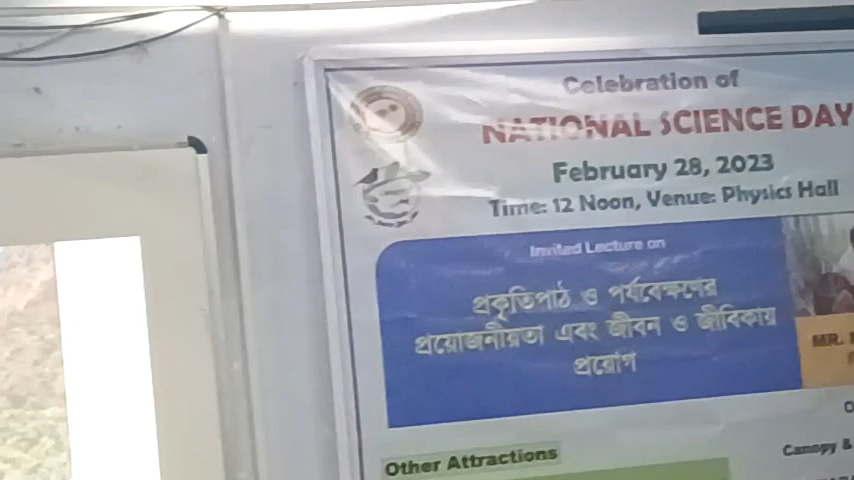 Celebration of
NATIONAL SCIENCE DAY
February 28, 2023
Time: 12 Noon, Venue: Physics Hall
Invited Lecture on
প্রকৃতিপাঠ ও পর্যবেক্ষণের
প্রয়োজনীয়তা এবং জীবন ও জীবিকায়
প্রয়োগ
MR.
Other Attractions
Canopy &